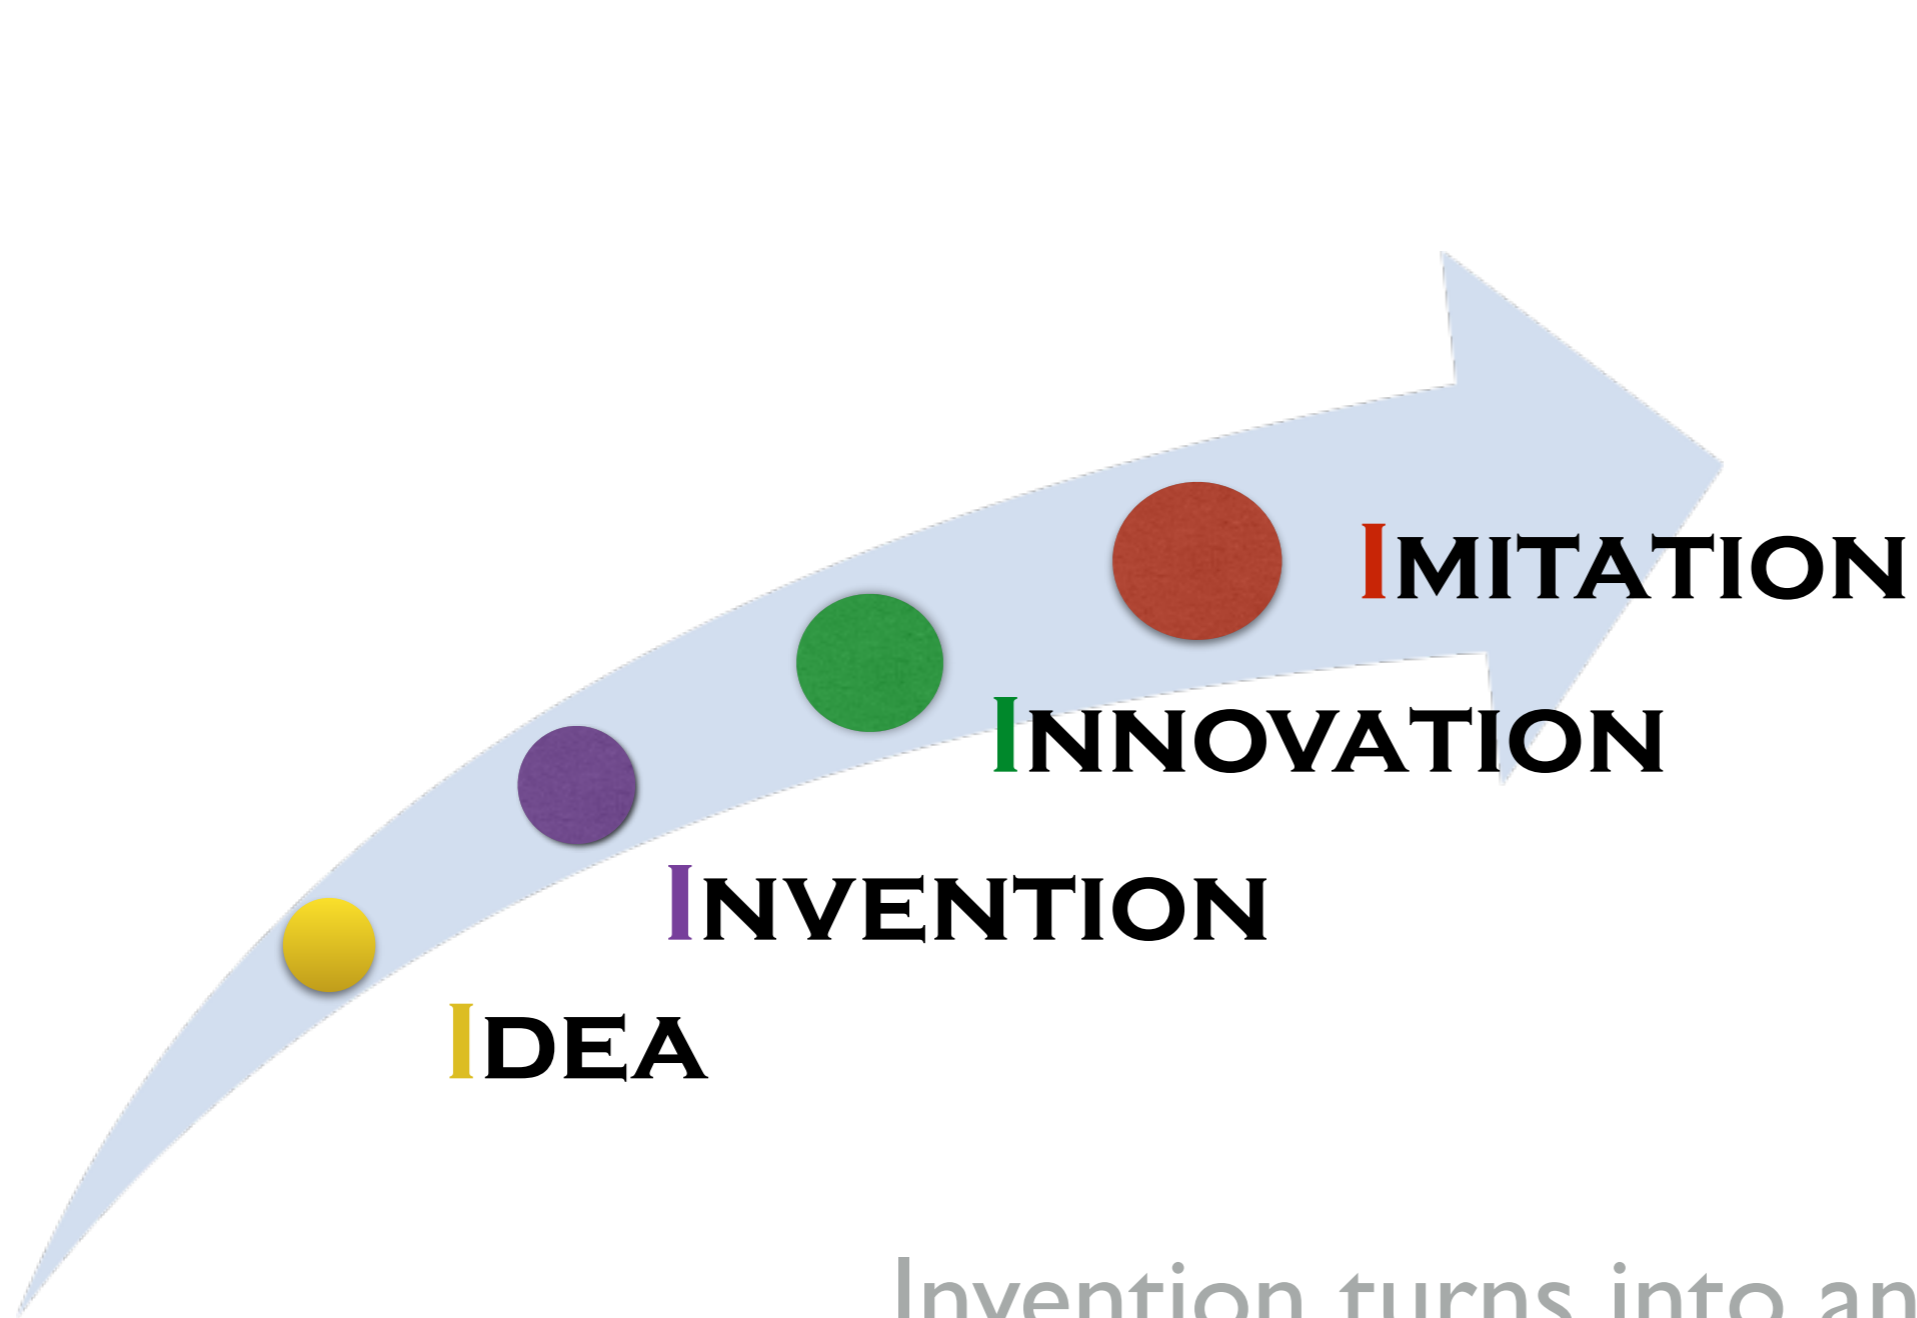 IMITATION
INNOVATION
INVENTION
IDEA
Invention turns into an